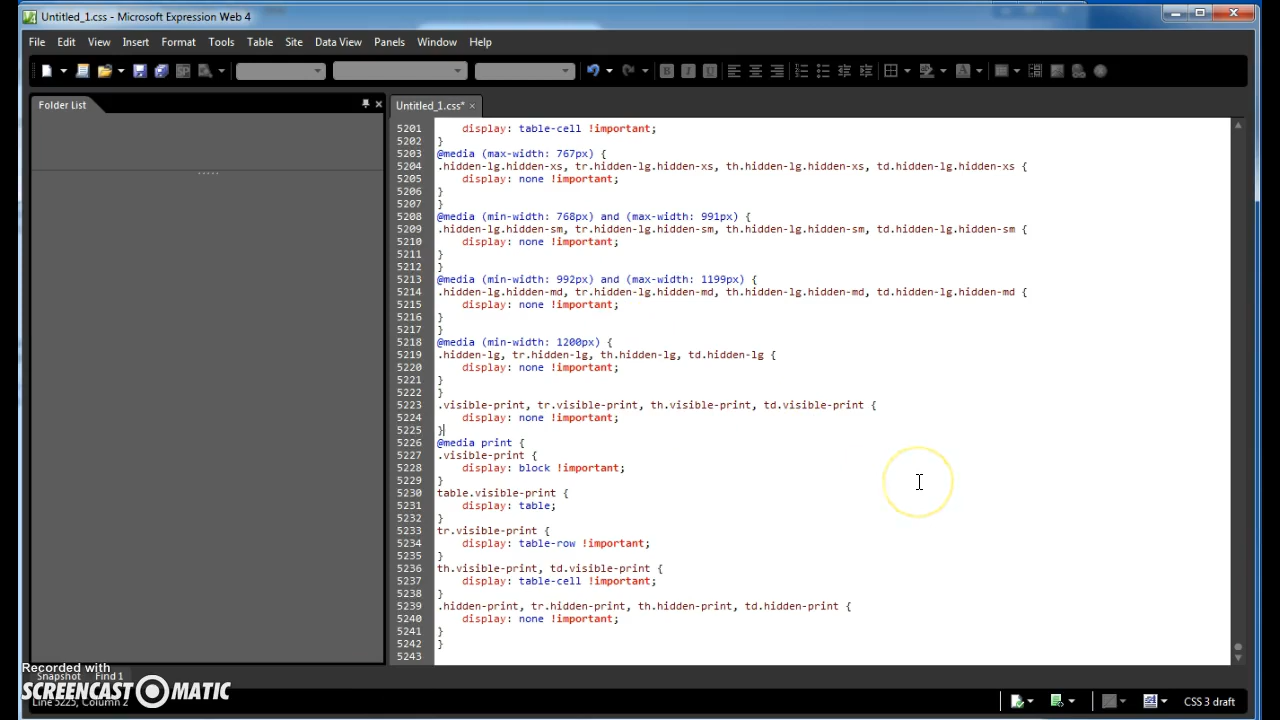 Untitled_1.css - Microsoft Expression Web 4
File Edit View Insert Format Tools Table Site Data View Panels Window Help
Folder List
Untitled_1.css*
5201 display: table-cell !important;
5202 }
5203 @media (max-width: 767px) {
5204 .hidden-lg.hidden-xs, tr.hidden-lg.hidden-xs, th.hidden-lg.hidden-xs, td.hidden-lg.hidden-xs {
5205 display: none !important;
5206 }
5207 }
5208 @media (min-width: 768px) and (max-width: 991px) {
5209 .hidden-lg.hidden-sm, tr.hidden-lg.hidden-sm, th.hidden-lg.hidden-sm, td.hidden-lg.hidden-sm {
5210 display: none !important;
5211 }
5212 }
5213 @media (min-width: 992px) and (max-width: 1199px) {
5214 .hidden-lg.hidden-md, tr.hidden-lg.hidden-md, th.hidden-lg.hidden-md, td.hidden-lg.hidden-md {
5215 display: none !important;
5216 }
5217 }
5218 @media (min-width: 1200px) {
5219 .hidden-lg, tr.hidden-lg, th.hidden-lg, td.hidden-lg {
5220 display: none !important;
5221 }
5222 }
5223 .visible-print, tr.visible-print, th.visible-print, td.visible-print {
5224 display: none !important;
5225 }
5226 @media print {
5227 .visible-print {
5228 display: block !important;
5229 }
5230 table.visible-print {
5231 display: table;
5232 }
5233 tr.visible-print {
5234 display: table-row !important;
5235 }
5236 th.visible-print, td.visible-print {
5237 display: table-cell !important;
5238 }
5239 .hidden-print, tr.hidden-print, th.hidden-print, td.hidden-print {
5240 display: none !important;
5241 }
5242 }
5243
Recorded with
Snapshot Find 1
SCREENCAST MATIC
Line 5225, Column 2
CSS 3 draft